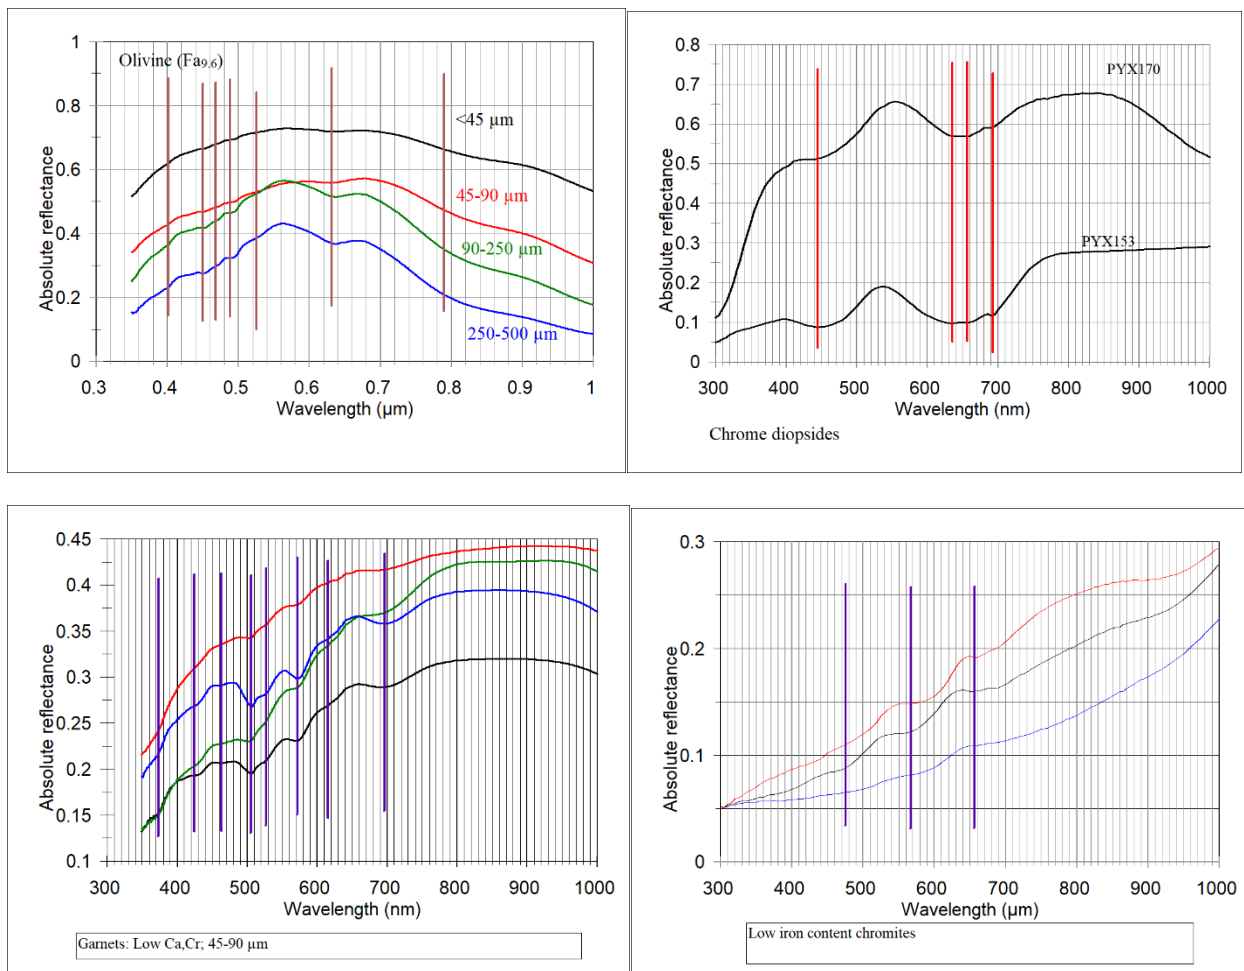 Olivine (Fa9.6)
1
0.8
0.6
0.4
0.2
0
Absolute reflectance
<45 µm
45-90 µm
90-250 µm
250-500 µm
0.3 0.4 0.5 0.6 0.7 0.8 0.9 1
Wavelength (µm)
0.8
0.7
0.6
0.5
0.4
0.3
0.2
0.1
0
Absolute reflectance
PYX170
PYX153
300 400 500 600 700 800 900 1000
Wavelength (nm)
Chrome diopsides
0.45
0.4
0.35
0.3
0.25
0.2
0.15
0.1
Absolute reflectance
300 400 500 600 700 800 900 1000
Wavelength (nm)
Garnets: Low Ca,Cr; 45-90 µm
0.3
0.2
0.1
0
Absolute reflectance
300 400 500 600 700 800 900 1000
Wavelength (µm)
Low iron content chromites